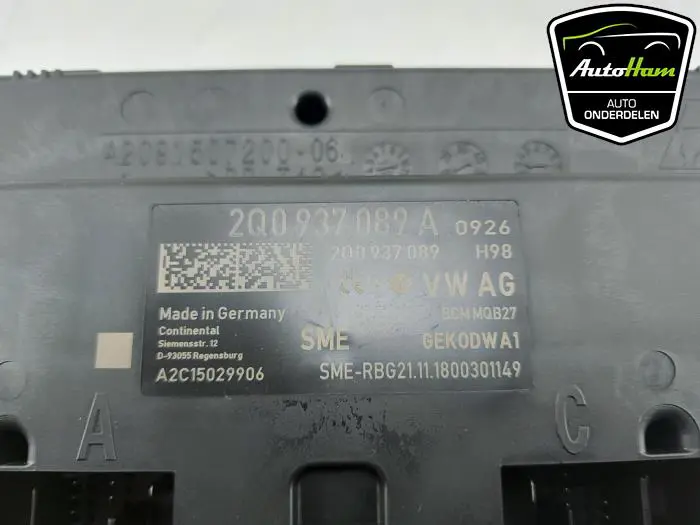 AutoHam
AUTO
ONDERDELEN
A2C81607200-06
2Q0 937 089 A 0926
2Q0 937 089 H98
VW AG
Made in Germany BCM MQB27
Continental
Siemensstr. 12
D-93055 Regensburg
SME GEKODWA1
A2C15029906 SME-RBG21.11.1800301149
A C